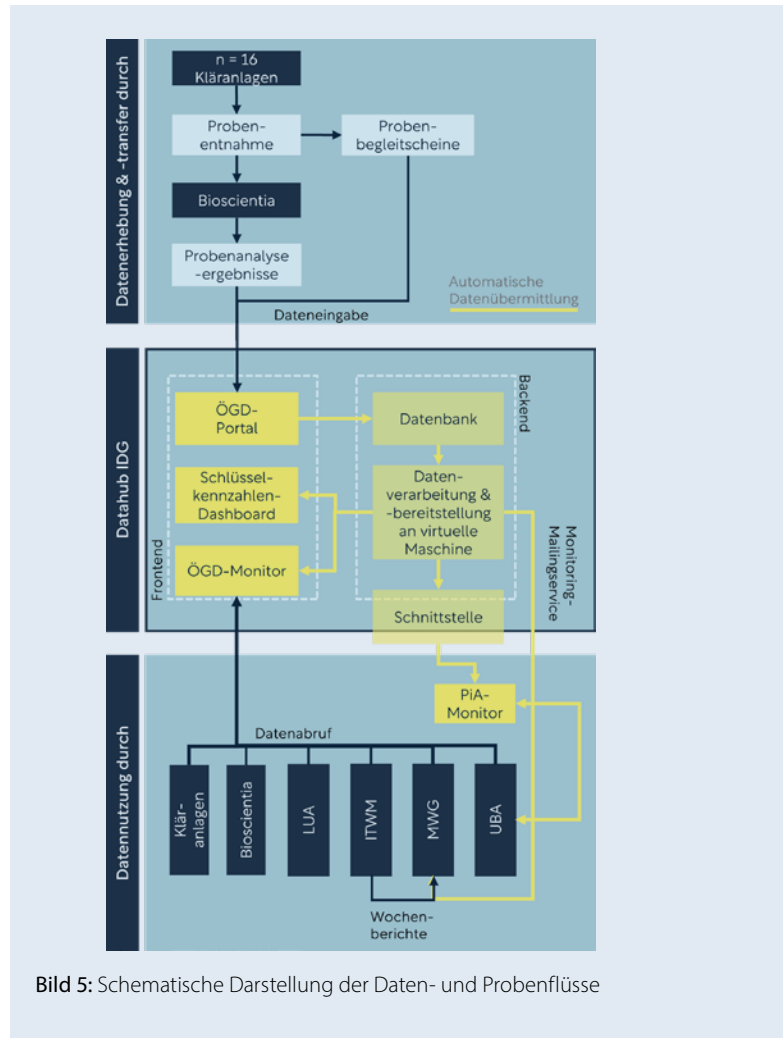 Datenerhebung & -transfer durch
n = 16
Kläranlagen
Proben-
entnahme
Proben-
begleitscheine
Bioscientia
Probenanalyse
-ergebnisse
Automatische
Datenübermittlung
Dateneingabe
Datahub IDG
Frontend
ÖGD-
Portal
Schlüssel-
kennzahlen-
Dashboard
ÖGD-Monitor
Backend
Datenbank
Daten-
verarbeitung &
-bereitstellung
an virtuelle
Maschine
Schnittstelle
Monitoring-
Mailingservice
Datennutzung durch
PiA-
Monitor
Datenabruf
Klär-
anlagen
Bioscientia
LUA
ITWM
MWG
UBA
Wochen-
berichte
Bild 5: Schematische Darstellung der Daten- und Probenflüsse